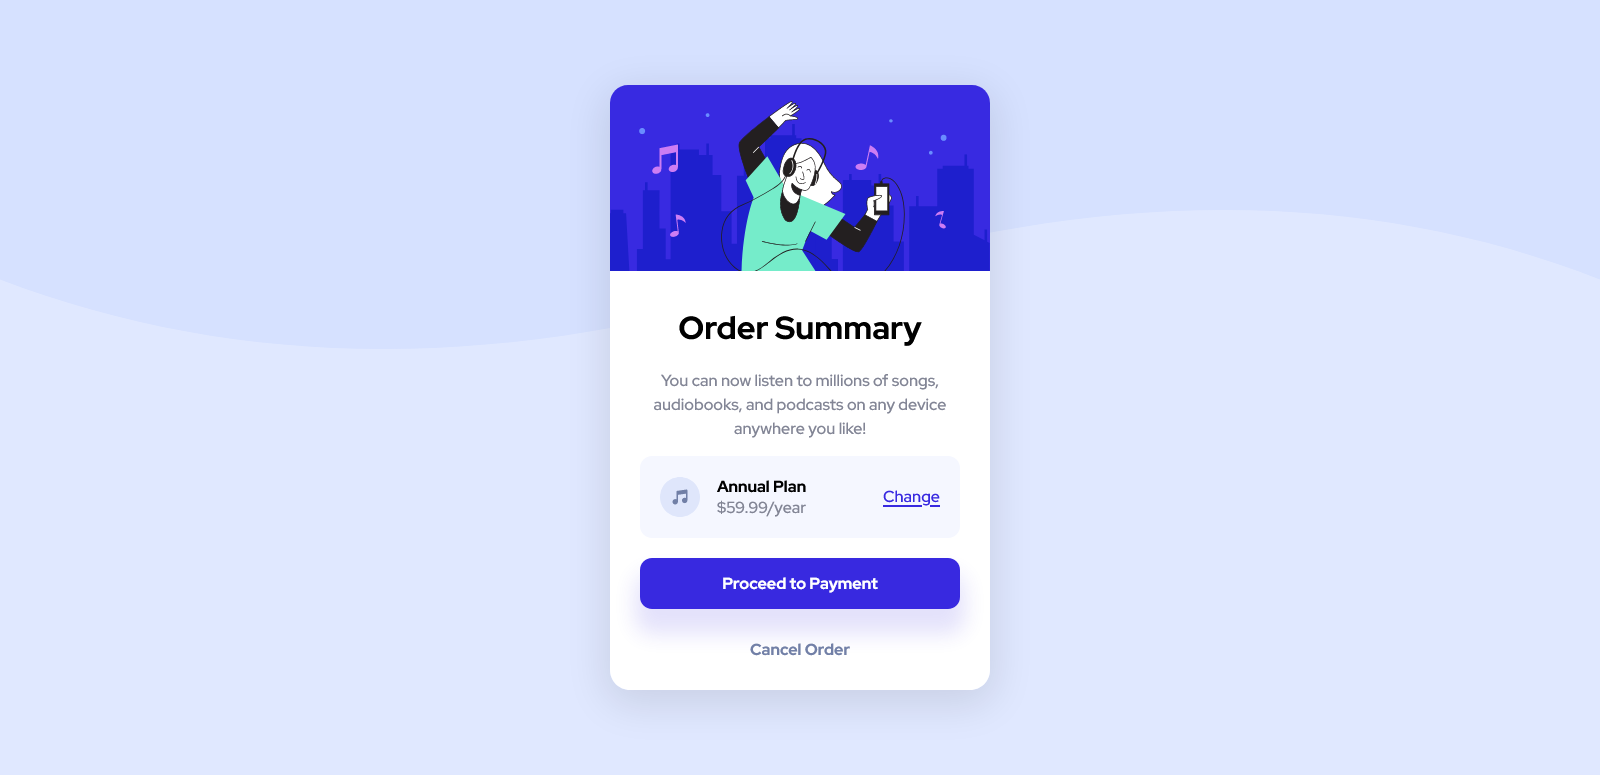 Order Summary
You can now listen to millions of songs,
audiobooks, and podcasts on any device
anywhere you like!
Annual Plan
$59.99/year
Change
Proceed to Payment
Cancel Order